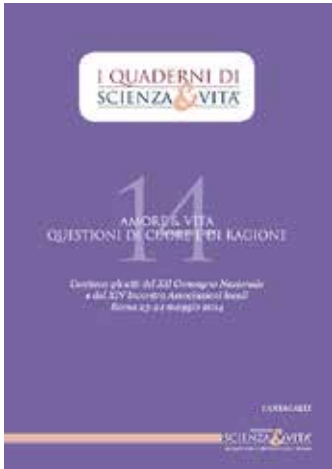 I QUADERNI DI
SCIENZA&VITA
14
AMORE & VITA
QUESTIONI DI CUORE E DI RAGIONE
Contiene gli atti del XII Convegno Nazionale
e del XIV Incontro Associazioni locali
Roma 23-24 maggio 2014
CANTAGALLI
SCIENZA&VITA